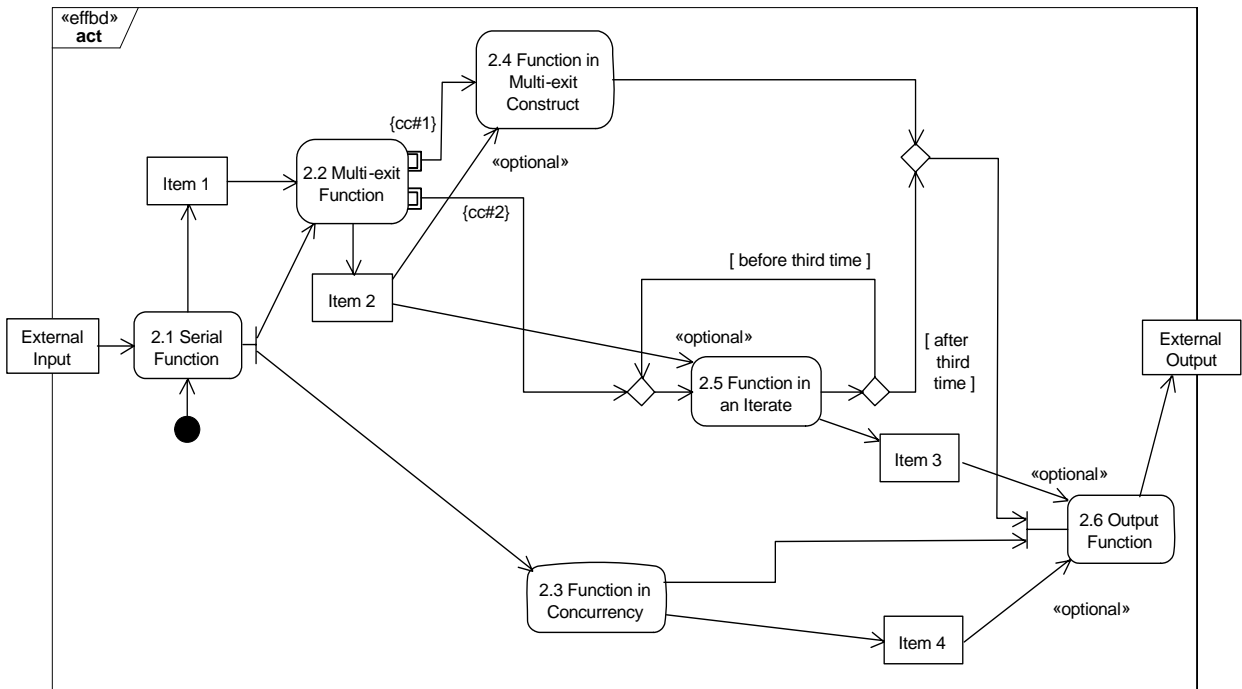 «effbd»
act
2.4 Function in
Multi-exit
Construct
{cc#1}
«optional»
2.2 Multi-exit
Function
Item 1
{cc#2}
[ before third time ]
Item 2
External
Input
2.1 Serial
Function
«optional»
[ after
third
time ]
External
Output
2.5 Function in
an Iterate
Item 3
«optional»
2.6 Output
Function
2.3 Function in
Concurrency
«optional»
Item 4